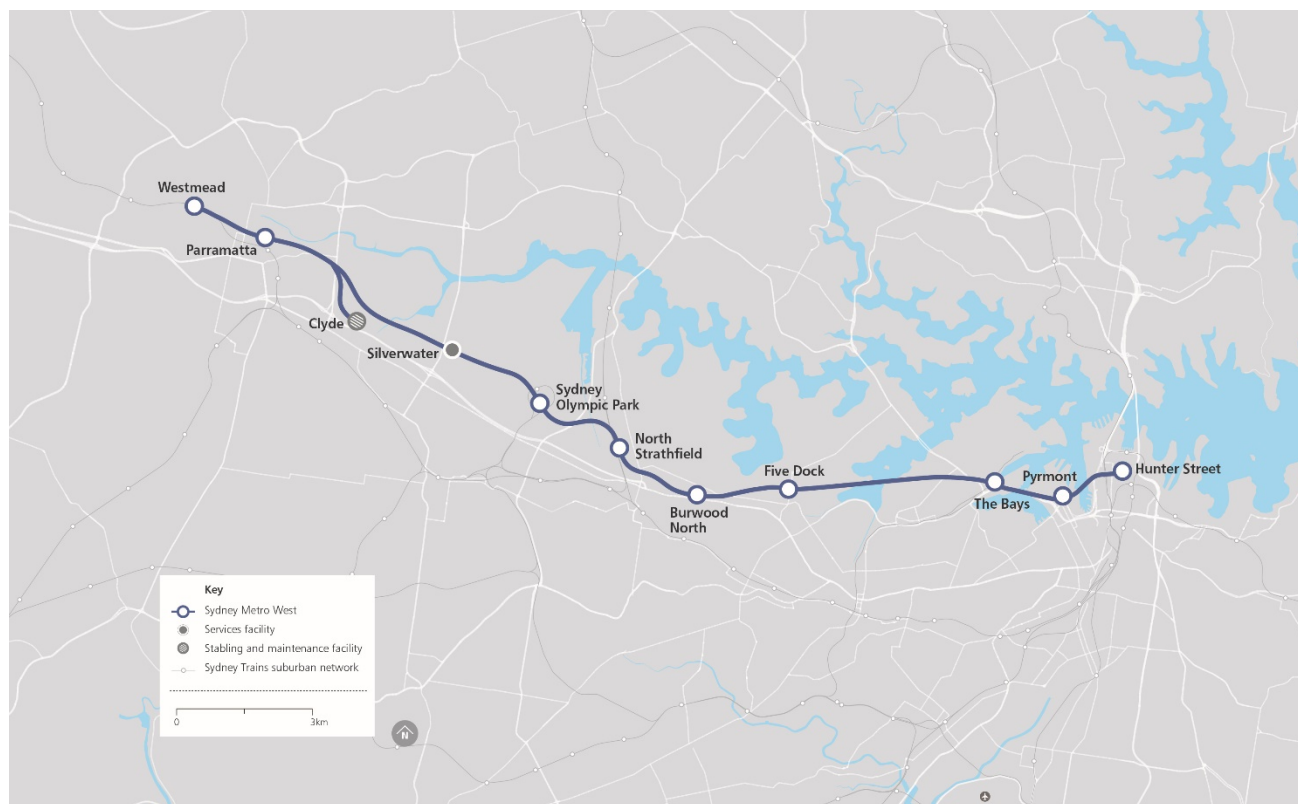 Westmead
Parramatta
Clyde
Silverwater
Sydney
Olympic Park
North
Strathfield
Burwood
North
Five Dock
The Bays
Pyrmont
Hunter Street
Key
Sydney Metro West
Services facility
Stabling and maintenance facility
Sydney Trains suburban network
0
3km
N